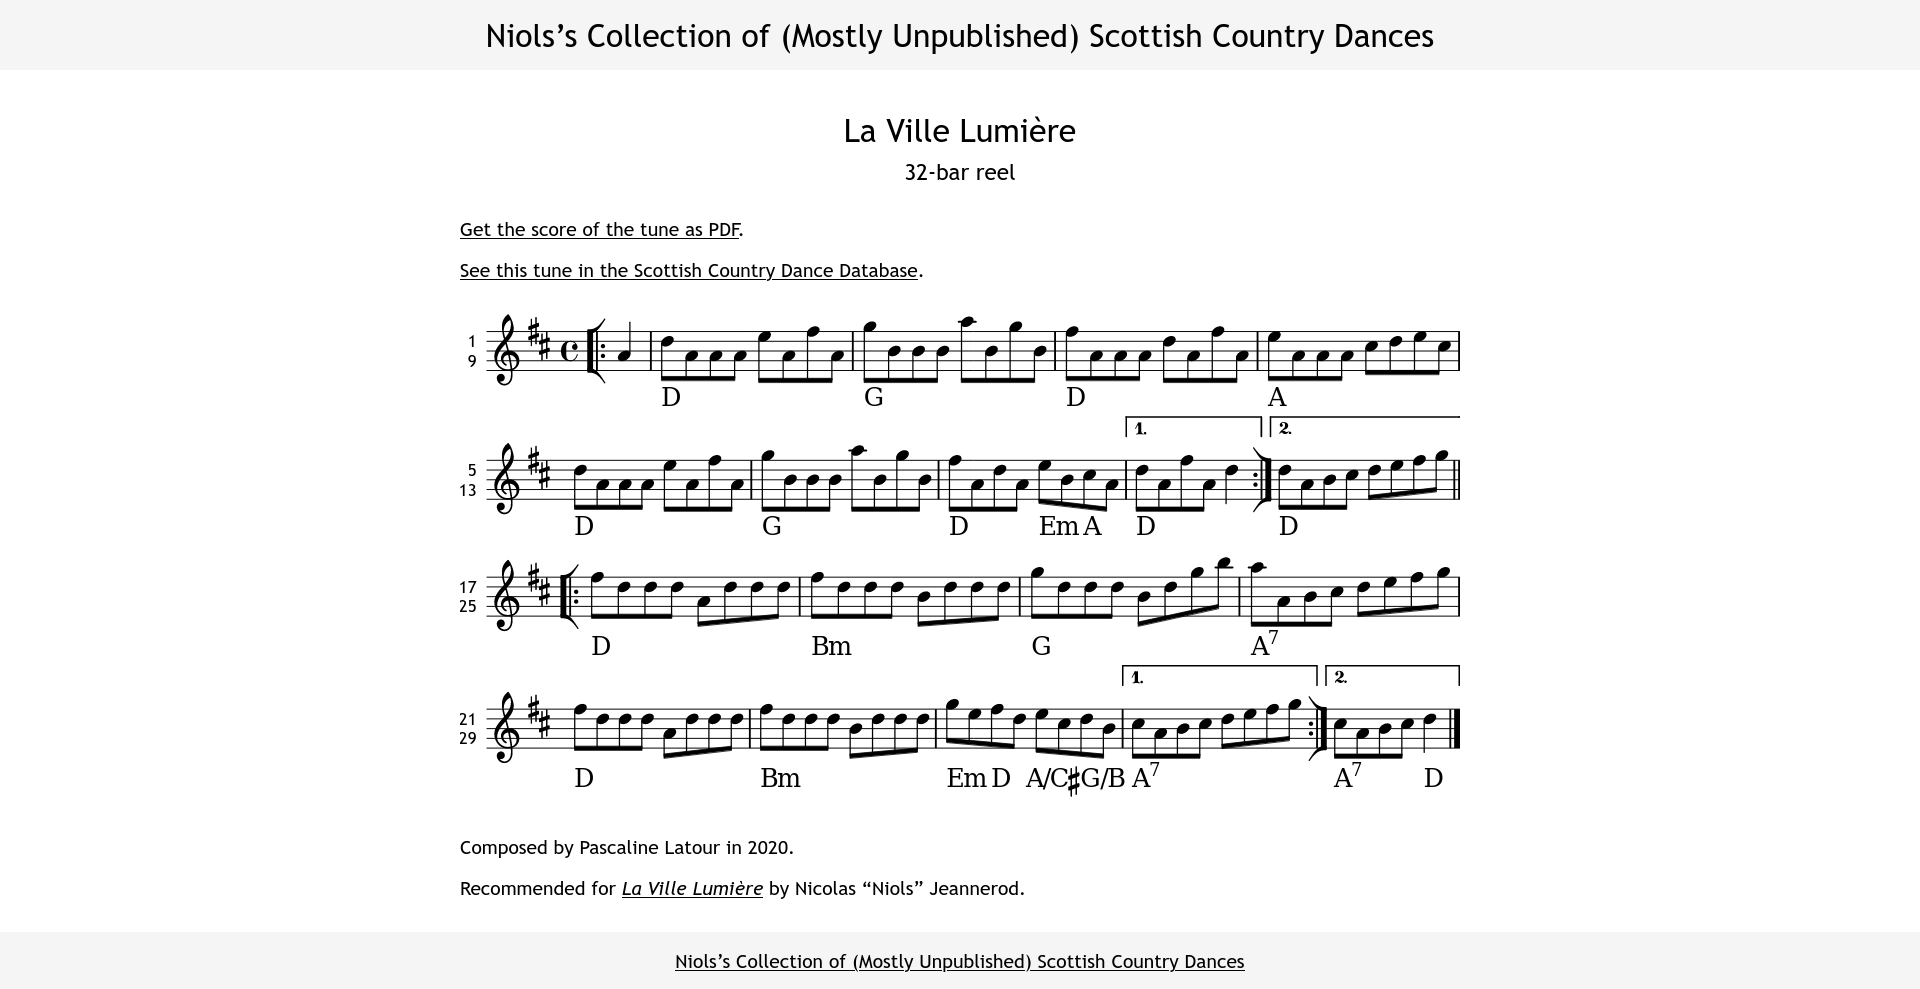 Niols’s Collection of (Mostly Unpublished) Scottish Country Dances
La Ville Lumière
32-bar reel
Get the score of the tune as PDF.
See this tune in the Scottish Country Dance Database.
1
9
D G D A
1. 2.
5
13
D G D Em A D D
17
25
D Bm G A7
1. 2.
21
29
D Bm Em D A/C♯ G/B A7 A7 D
Composed by Pascaline Latour in 2020.
Recommended for La Ville Lumière by Nicolas “Niols” Jeannerod.
Niols’s Collection of (Mostly Unpublished) Scottish Country Dances